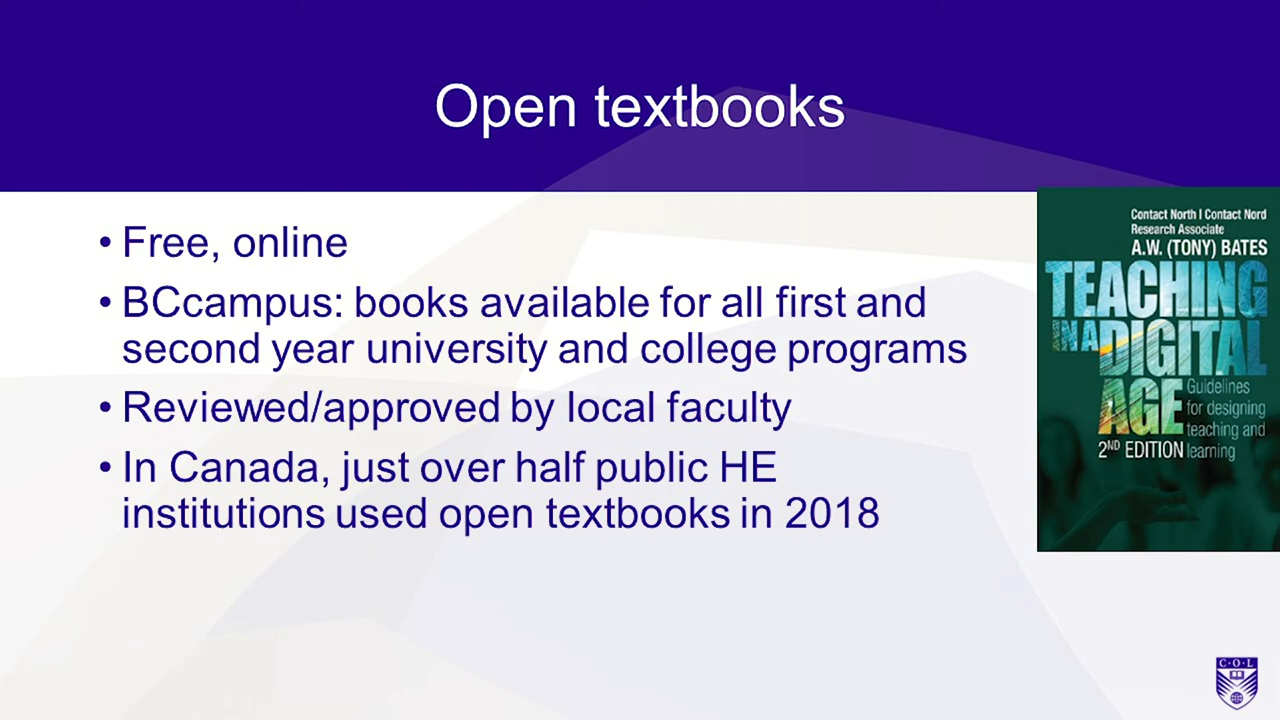 Open textbooks
• Free, online
• BCcampus: books available for all first and
second year university and college programs
• Reviewed/approved by local faculty
• In Canada, just over half public HE
institutions used open textbooks in 2018
Contact North I Contact Nord
Research Associate
A.W. (TONY) BATES
TEACHING
IN A DIGITAL
AGE
Guidelines
for designing
teaching and
learning
2ND EDITION
C·O·L